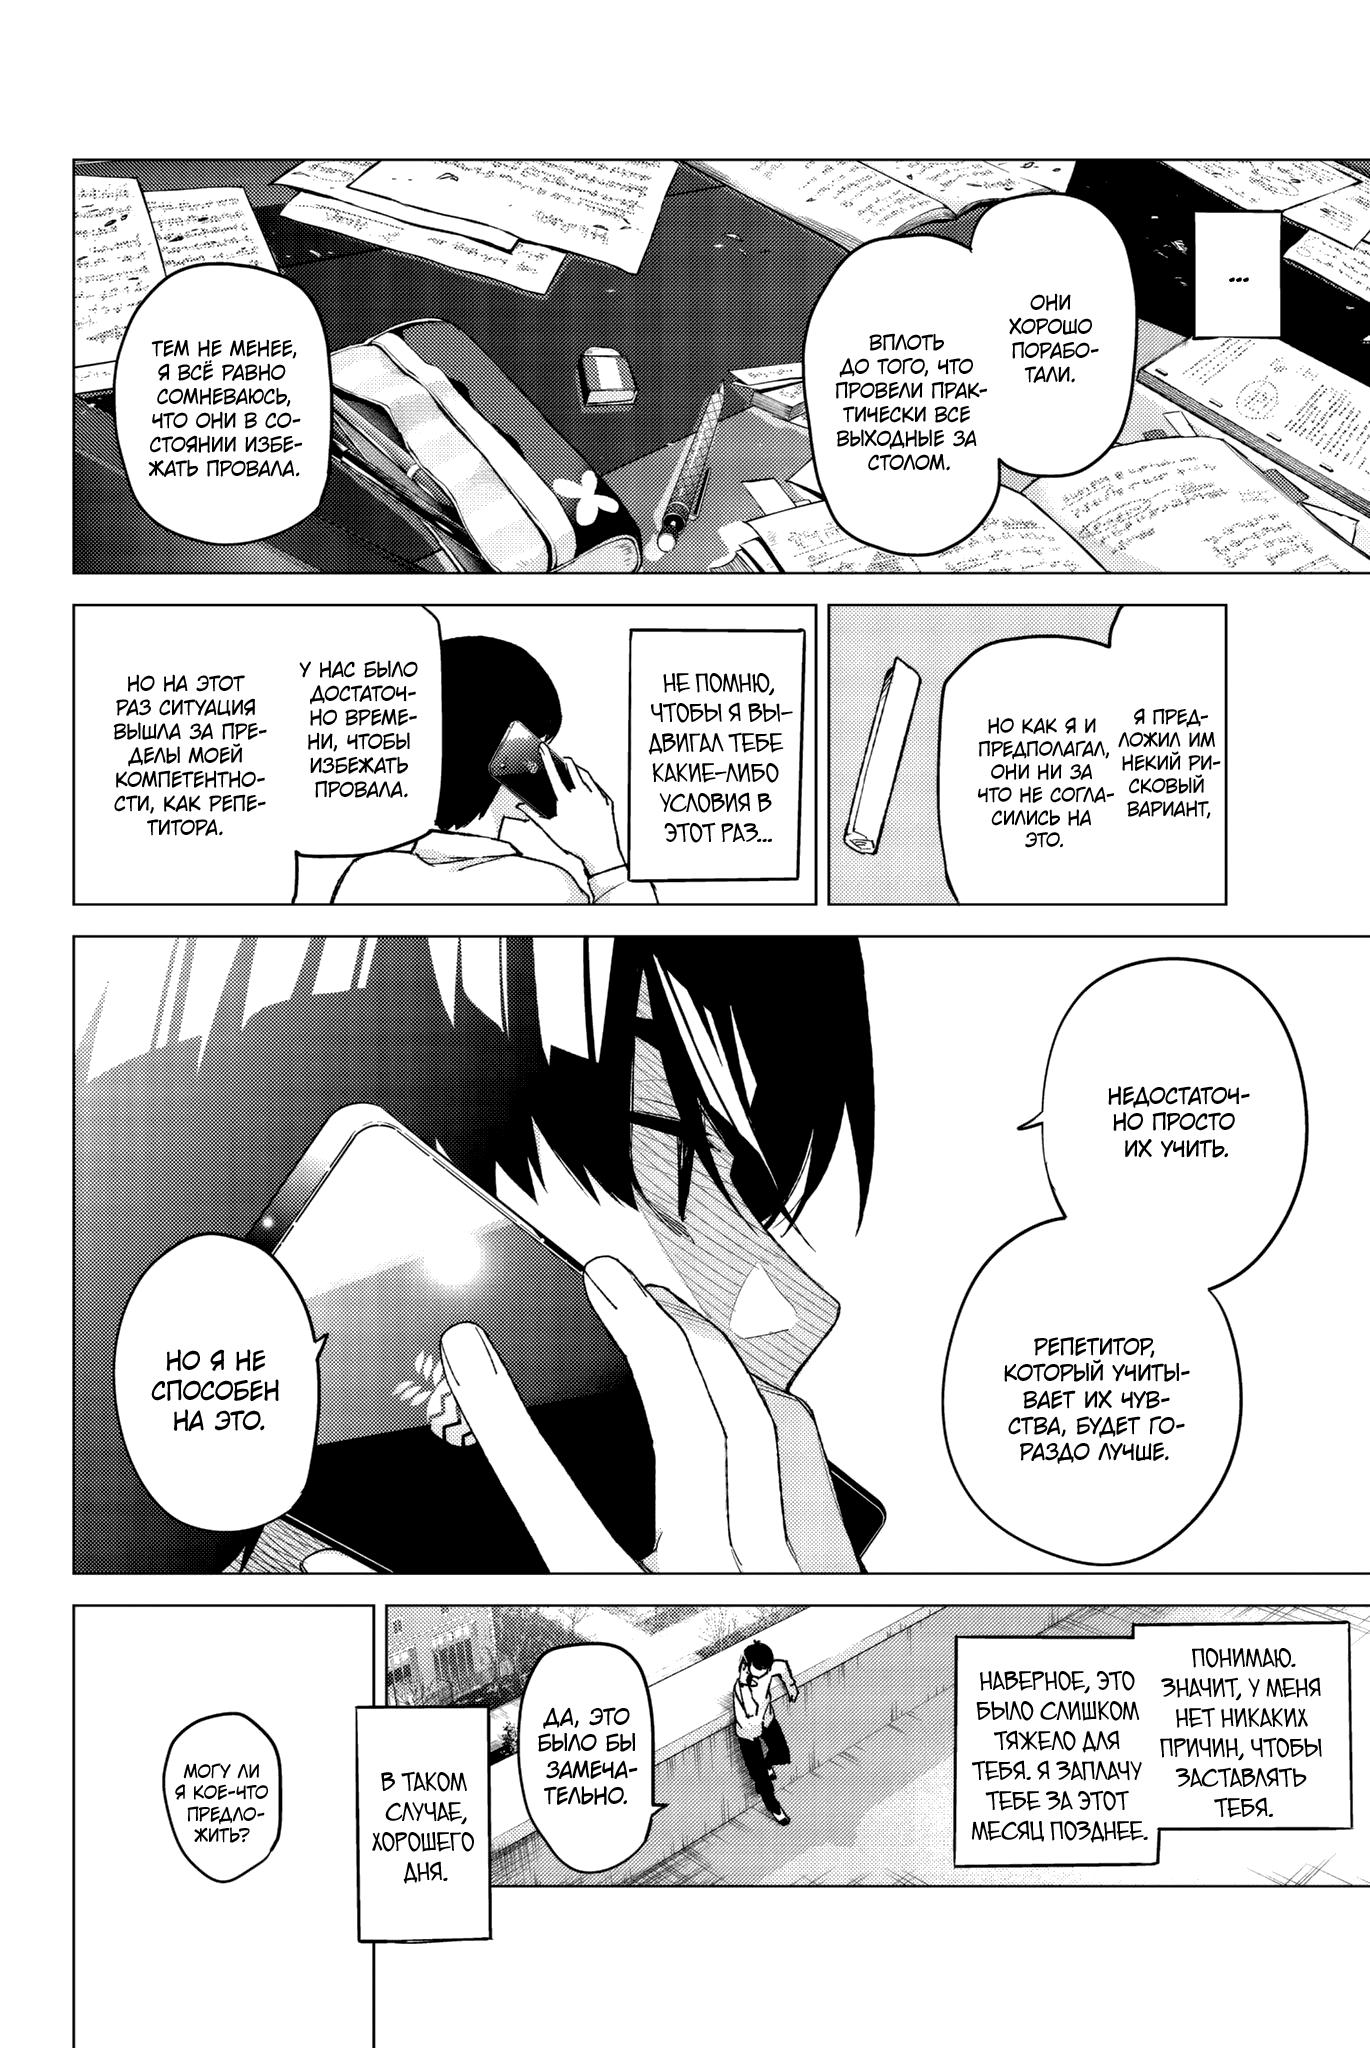 ...
ОНИ
ХОРОШО
ПОРАБО-
ТАЛИ.
ВПЛОТЬ
ДО ТОГО, ЧТО
ПРОВЕЛИ ПРАК-
ТИЧЕСКИ ВСЕ
ВЫХОДНЫЕ ЗА
СТОЛОМ.
ТЕМ НЕ МЕНЕЕ,
Я ВСЁ РАВНО
СОМНЕВАЮСЬ,
ЧТО ОНИ В СО-
СТОЯНИИ ИЗБЕ-
ЖАТЬ ПРОВАЛА.
Я ПРЕД-
ЛОЖИЛ ИМ
НЕКИЙ РИ-
СКОВЫЙ
ВАРИАНТ,
НО КАК Я И
ПРЕДПОЛАГАЛ,
ОНИ НИ ЗА
ЧТО НЕ СОГЛА-
СИЛИСЬ НА
ЭТО.
НЕ ПОМНЮ,
ЧТОБЫ Я ВЫ-
ДВИГАЛ ТЕБЕ
КАКИЕ-ЛИБО
УСЛОВИЯ В
ЭТОТ РАЗ...
У НАС БЫЛО
ДОСТАТОЧ-
НО ВРЕМЕ-
НИ, ЧТОБЫ
ИЗБЕЖАТЬ
ПРОВАЛА.
НО НА ЭТОТ
РАЗ СИТУАЦИЯ
ВЫШЛА ЗА ПРЕ-
ДЕЛЫ МОЕЙ
КОМПЕТЕНТНО-
СТИ, КАК РЕПЕ-
ТИТОРА.
НЕДОСТАТОЧ-
НО ПРОСТО
ИХ УЧИТЬ.
РЕПЕТИТОР,
КОТОРЫЙ УЧИТЫ-
ВАЕТ ИХ ЧУВ-
СТВА, БУДЕТ ГО-
РАЗДО ЛУЧШЕ.
НО Я НЕ
СПОСОБЕН
НА ЭТО.
ПОНИМАЮ.
ЗНАЧИТ, У МЕНЯ
НЕТ НИКАКИХ
ПРИЧИН, ЧТОБЫ
ЗАСТАВЛЯТЬ
ТЕБЯ.
НАВЕРНОЕ, ЭТО
БЫЛО СЛИШКОМ
ТЯЖЕЛО ДЛЯ
ТЕБЯ. Я ЗАПЛАЧУ
ТЕБЕ ЗА ЭТОТ
МЕСЯЦ ПОЗДНЕЕ.
ДА, ЭТО
БЫЛО БЫ
ЗАМЕЧА-
ТЕЛЬНО.
В ТАКОМ
СЛУЧАЕ,
ХОРОШЕГО
ДНЯ.
МОГУ ЛИ
Я КОЕ-ЧТО
ПРЕДЛО-
ЖИТЬ?